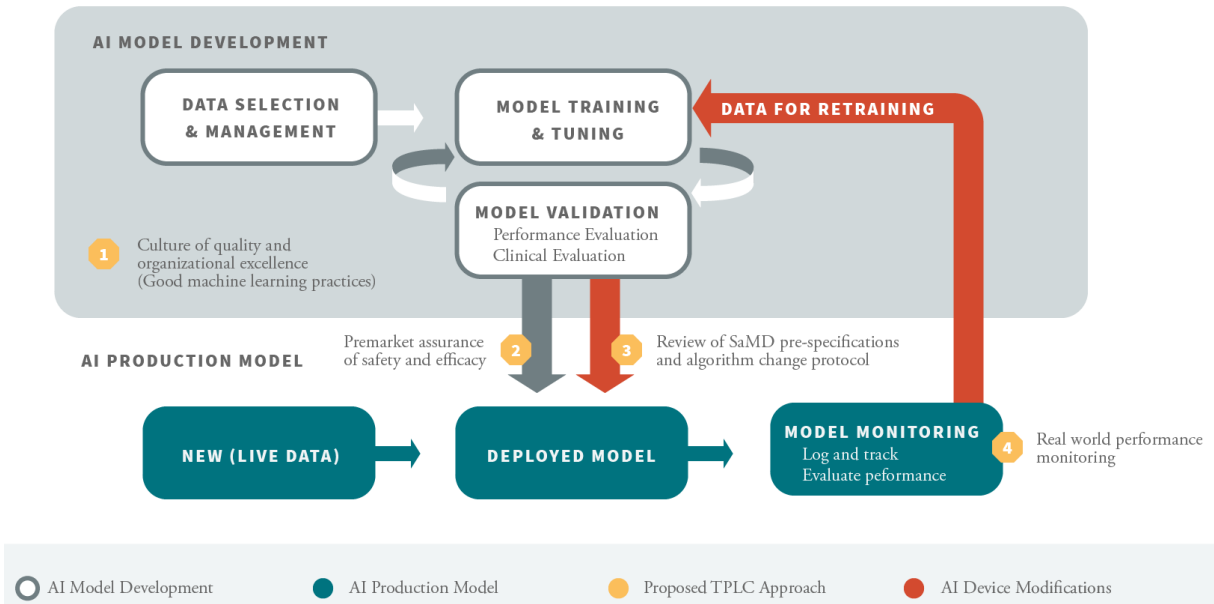 AI MODEL DEVELOPMENT
DATA SELECTION
& MANAGEMENT
MODEL TRAINING
& TUNING
DATA FOR RETRAINING
MODEL VALIDATION
Performance Evaluation
Clinical Evaluation
1
Culture of quality and
organizational excellence
(Good machine learning practices)
AI PRODUCTION MODEL
Premarket assurance
of safety and efficacy
2
3
Review of SaMD pre-specifications
and algorithm change protocol
NEW (LIVE DATA)
DEPLOYED MODEL
MODEL MONITORING
Log and track
Evaluate peformance
4
Real world performance
monitoring
AI Model Development
AI Production Model
Proposed TPLC Approach
AI Device Modifications